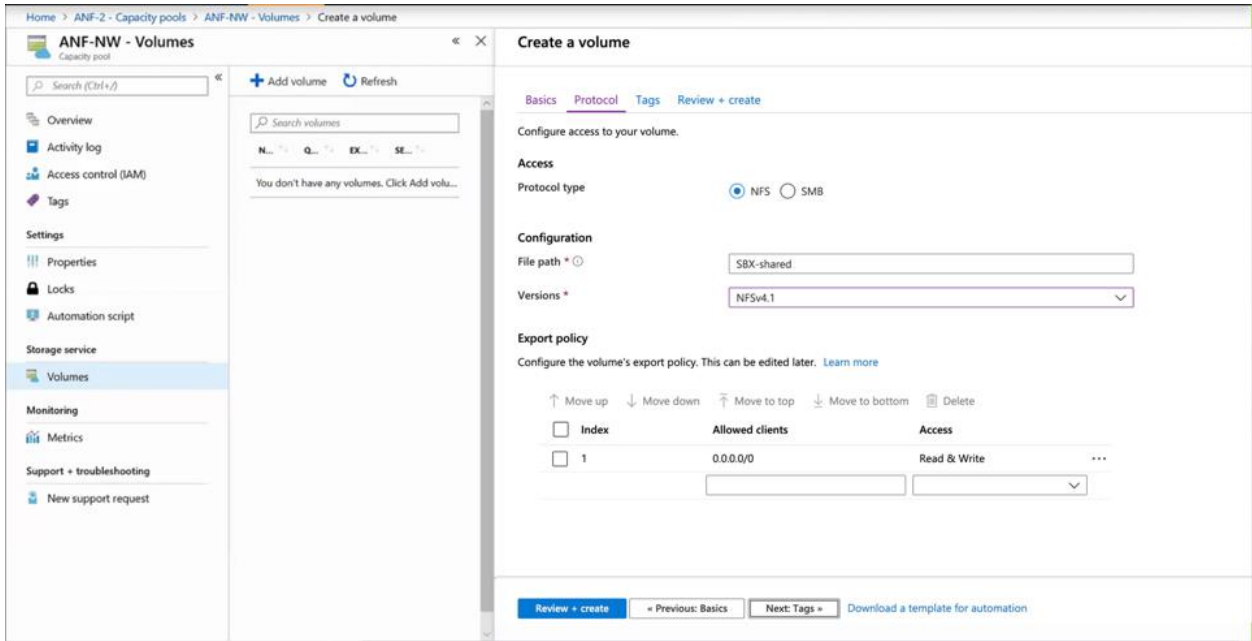 Home > ANF-2 - Capacity pools > ANF-NW - Volumes > Create a volume
ANF-NW - Volumes
Capacity pool
Search (Ctrl+/)
Overview
Activity log
Access control (IAM)
Tags
Settings
Properties
Locks
Automation script
Storage service
Volumes
Monitoring
Metrics
Support + troubleshooting
New support request
Add volume Refresh
Search volumes
N... Q... EX... SE...
You don't have any volumes. Click Add volu...
Create a volume
Basics Protocol Tags Review + create
Configure access to your volume.
Access
Protocol type NFS SMB
Configuration
File path * SBX-shared
Versions * NFSv4.1
Export policy
Configure the volume's export policy. This can be edited later. Learn more
Move up Move down Move to top Move to bottom Delete
Index Allowed clients Access
1 0.0.0.0/0 Read & Write ...
Review + create « Previous: Basics Next: Tags » Download a template for automation